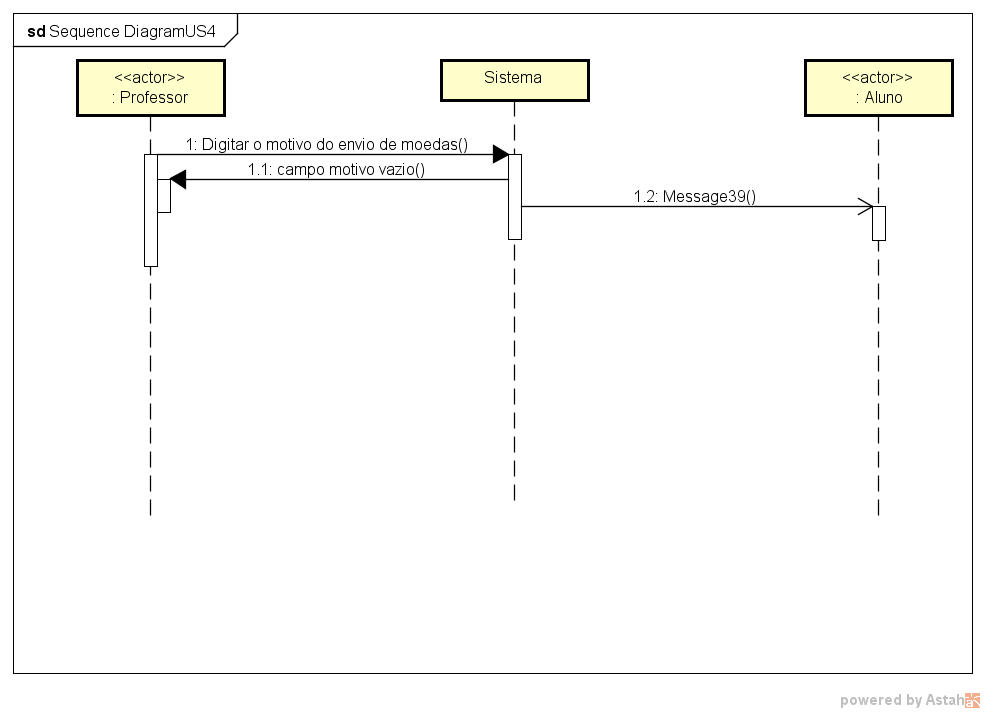 sd Sequence DiagramUS4
<<actor>>
: Professor
Sistema
<<actor>>
: Aluno
1: Digitar o motivo do envio de moedas()
1.1: campo motivo vazio()
1.2: Message39()
powered by Astah